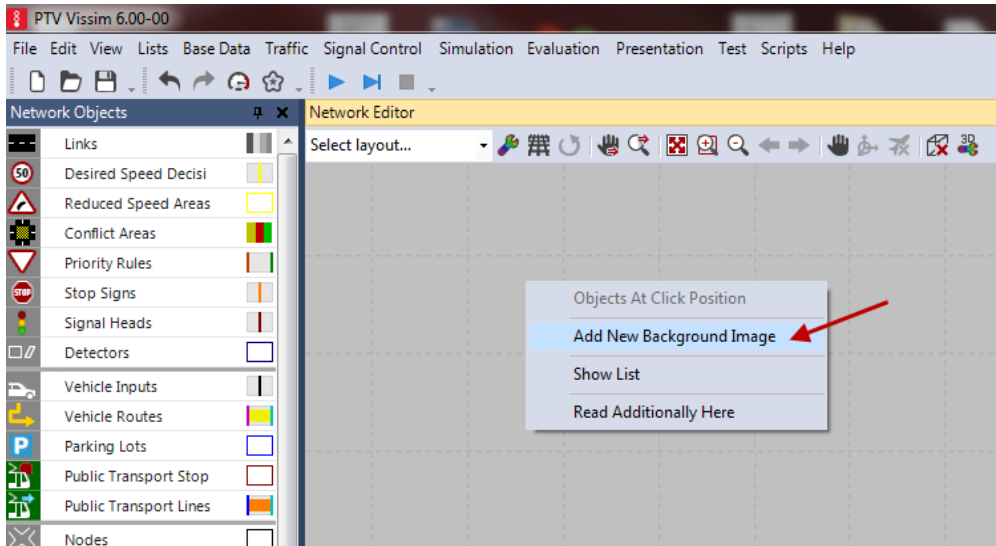 PTV Vissim 6.00-00
File Edit View Lists Base Data Traffic Signal Control Simulation Evaluation Presentation Test Scripts Help
Network Objects
Network Editor
Links
Select layout...
3D
50
Desired Speed Decisi
Reduced Speed Areas
Conflict Areas
Priority Rules
STOP
Stop Signs
Signal Heads
Detectors
Vehicle Inputs
Vehicle Routes
P
Parking Lots
Public Transport Stop
Public Transport Lines
Nodes
Objects At Click Position
Add New Background Image
Show List
Read Additionally Here